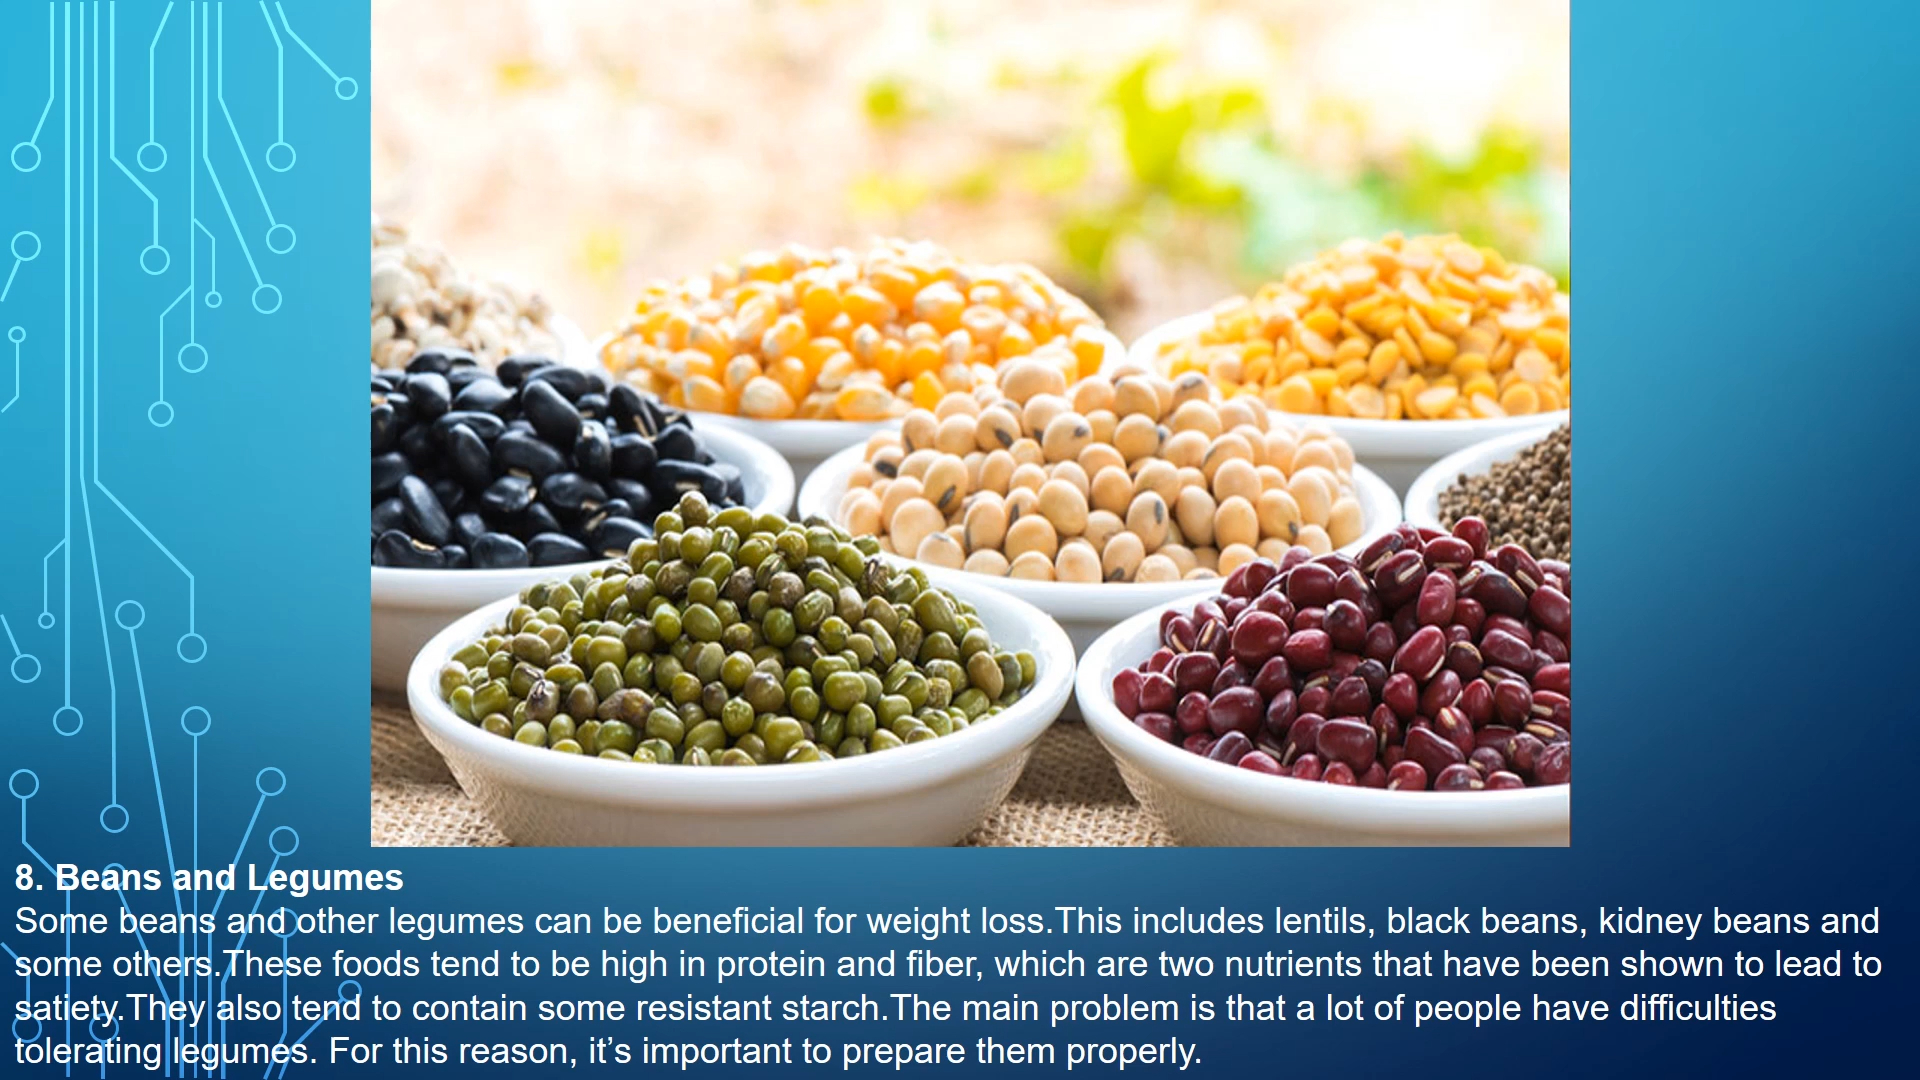 8. Beans and Legumes
Some beans and other legumes can be beneficial for weight loss.This includes lentils, black beans, kidney beans and
some others.These foods tend to be high in protein and fiber, which are two nutrients that have been shown to lead to
satiety.They also tend to contain some resistant starch.The main problem is that a lot of people have difficulties
tolerating legumes. For this reason, it’s important to prepare them properly.